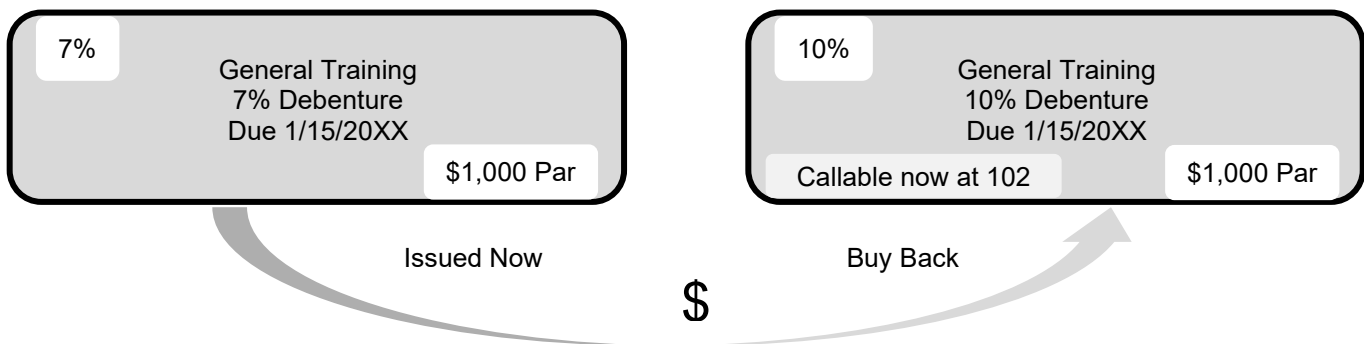 7%
General Training
7% Debenture
Due 1/15/20XX
$1,000 Par
10%
General Training
10% Debenture
Due 1/15/20XX
Callable now at 102
$1,000 Par
Issued Now
Buy Back
$